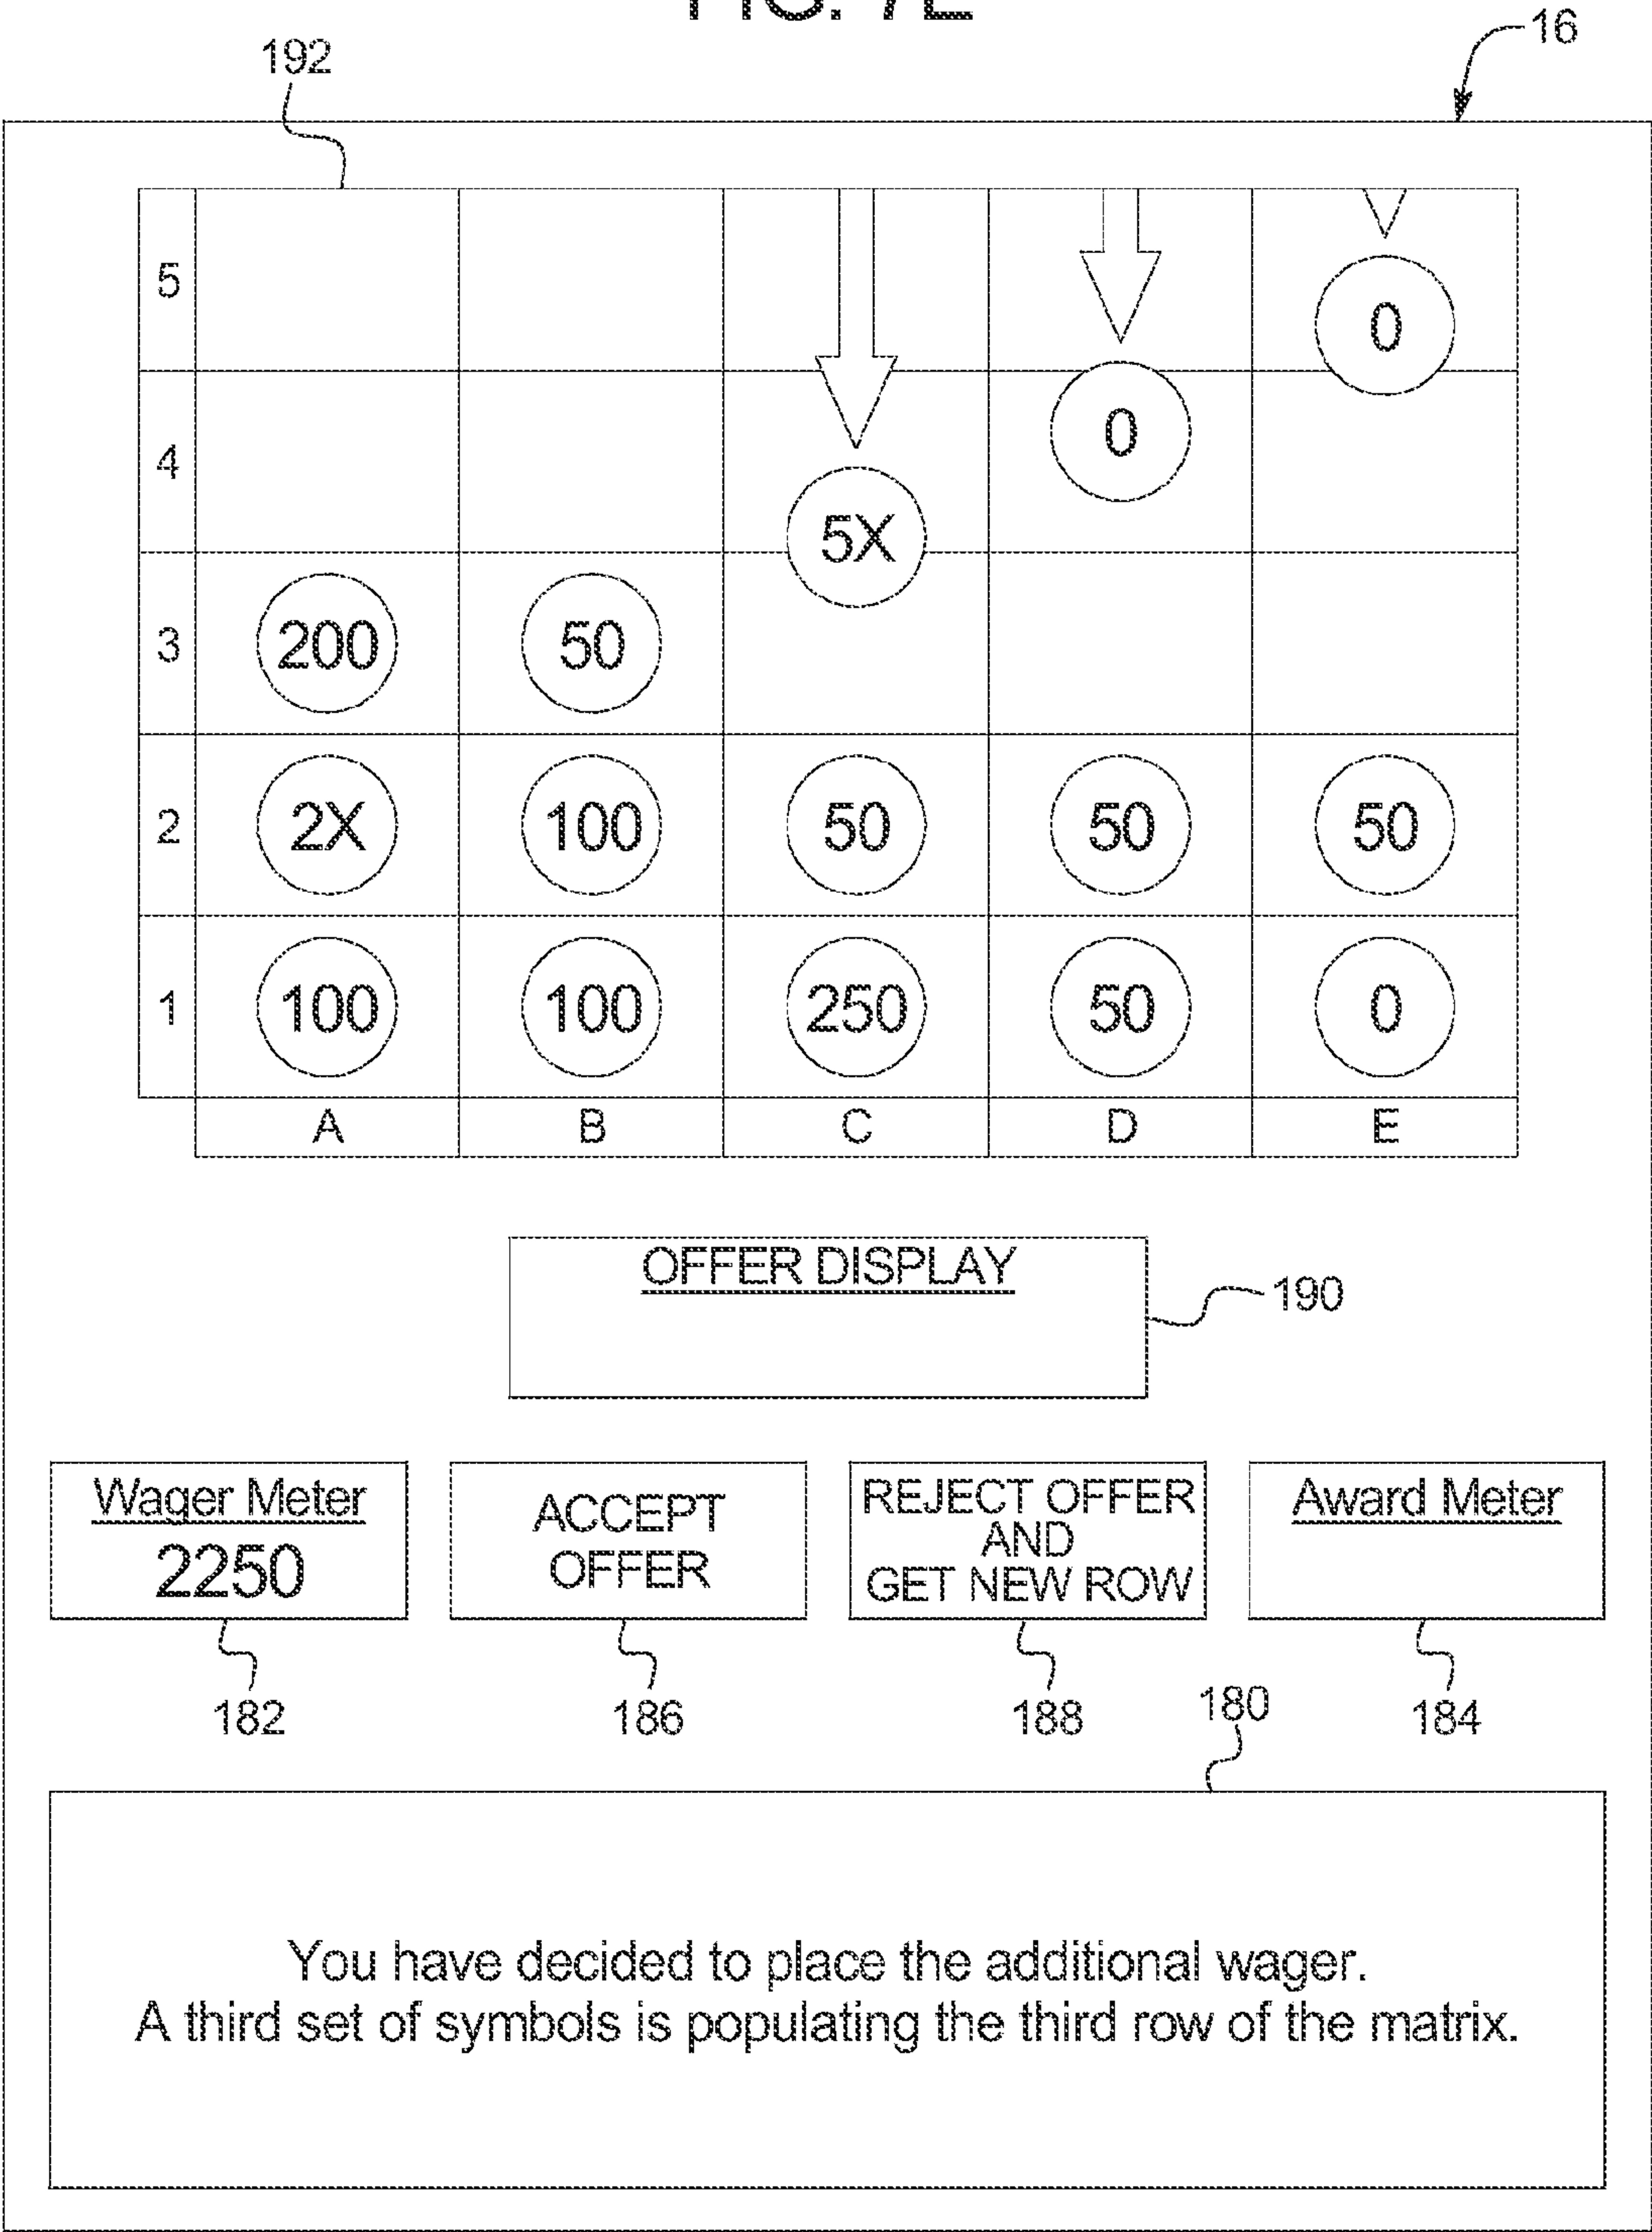 FIG. 7E
16
192
5
0
4
0
5X
3 200 50
2 2X 100 50 50 50
1 100 100 250 50 0
A B C D E
OFFER DISPLAY
190
Wager Meter
2250
ACCEPT
OFFER
REJECT OFFER
AND
GET NEW ROW
Award Meter
182
186
188
180
184
You have decided to place the additional wager.
A third set of symbols is populating the third row of the matrix.